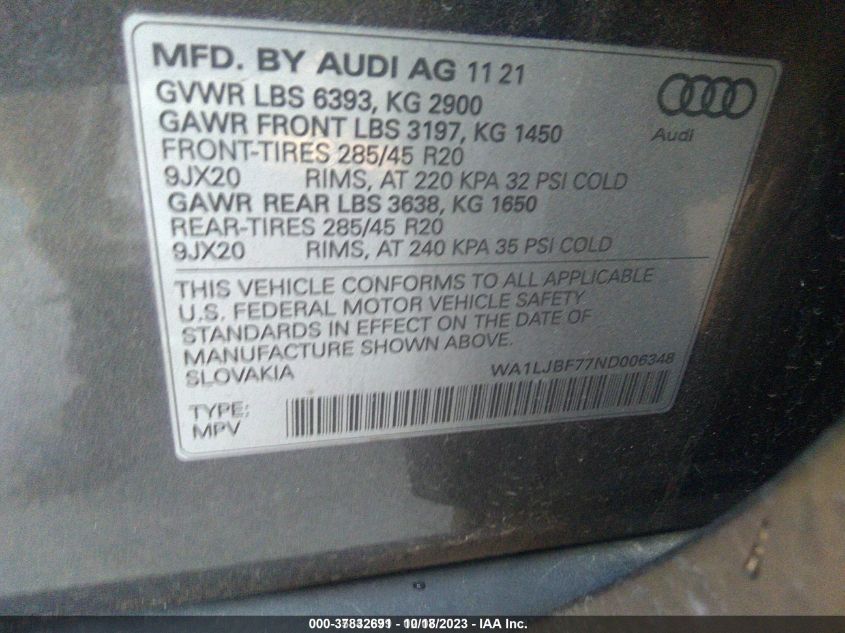 MFD. BY AUDI AG 11 21
GVWR LBS 6393, KG 2900
GAWR FRONT LBS 3197, KG 1450
FRONT-TIRES 285/45 R20
9JX20 RIMS, AT 220 KPA 32 PSI COLD
GAWR REAR LBS 3638, KG 1650
REAR-TIRES 285/45 R20
9JX20 RIMS, AT 240 KPA 35 PSI COLD
Audi
THIS VEHICLE CONFORMS TO ALL APPLICABLE
U.S. FEDERAL MOTOR VEHICLE SAFETY
STANDARDS IN EFFECT ON THE DATE OF
MANUFACTURE SHOWN ABOVE.
SLOVAKIA WA1LJBF77ND006348
TYPE:
MPV
000-37832691 - 10/18/2023 - IAA Inc.